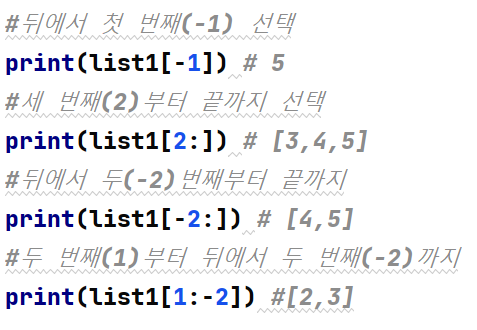 #뒤에서 첫 번째(-1) 선택
print(list1[-1]) # 5
#세 번째(2)부터 끝까지 선택
print(list1[2:]) # [3,4,5]
#뒤에서 두(-2)번째부터 끝까지
print(list1[-2:]) # [4,5]
#두 번째(1)부터 뒤에서 두 번째(-2)까지
print(list1[1:-2]) #[2,3]